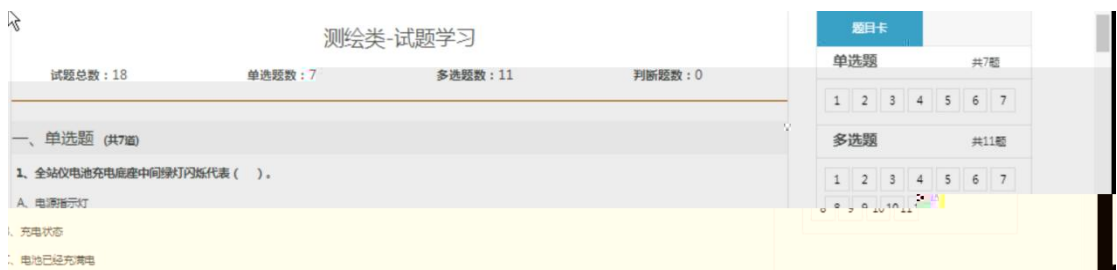 测绘类-试题学习
试题总数：18 单选题数：7 多选题数：11 判断题数：0
一、单选题 (共7道)
1、全站仪电池充电底座中间绿灯闪烁代表 ( )。
A、电源指示灯
、充电状态
、电池已经充满电
题目卡
单选题 共7题
1 2 3 4 5 6 7
多选题 共11题
1 2 3 4 5 6 7
8 9 10 11